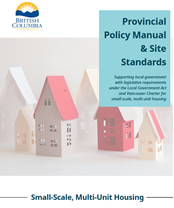 BRITISH
COLUMBIA
Provincial
Policy Manual
& Site
Standards
Supporting local government
with legislative requirements
under the Local Government Act
and Vancouver Charter for
small-scale, multi-unit housing
Small-Scale, Multi-Unit Housing